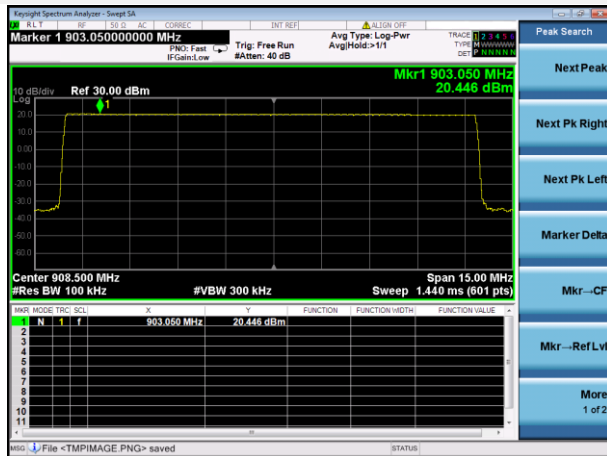 Keysight Spectrum Analyzer - Swept SA
R L T RF 50 Ω AC CORREC INT REF ALIGN OFF
Marker 1 903.050000000 MHz
PNO: Fast
IFGain:Low
Trig: Free Run
#Atten: 40 dB
Avg Type: Log-Pwr
Avg|Hold:>1/1
TRACE 1 2 3 4 5 6
TYPE M W W W W W
DET P N N N N N
Peak Search
Mkr1 903.050 MHz
20.446 dBm
10 dB/div Ref 30.00 dBm
Log
1
20.0
10.0
0.00
-10.0
-20.0
-30.0
-40.0
-50.0
-60.0
Center 908.500 MHz Span 15.00 MHz
#Res BW 100 kHz #VBW 300 kHz Sweep 1.440 ms (601 pts)
MKR MODE TRC SCL X Y FUNCTION FUNCTION WIDTH FUNCTION VALUE
1 N 1 f 903.050 MHz 20.446 dBm
2
3
4
5
6
7
8
9
10
11
Next Peak
Next Pk Right
Next Pk Left
Marker Delta
Mkr→CF
Mkr→Ref Lvl
More
1 of 2
MSG File <TMPIMAGE.PNG> saved STATUS